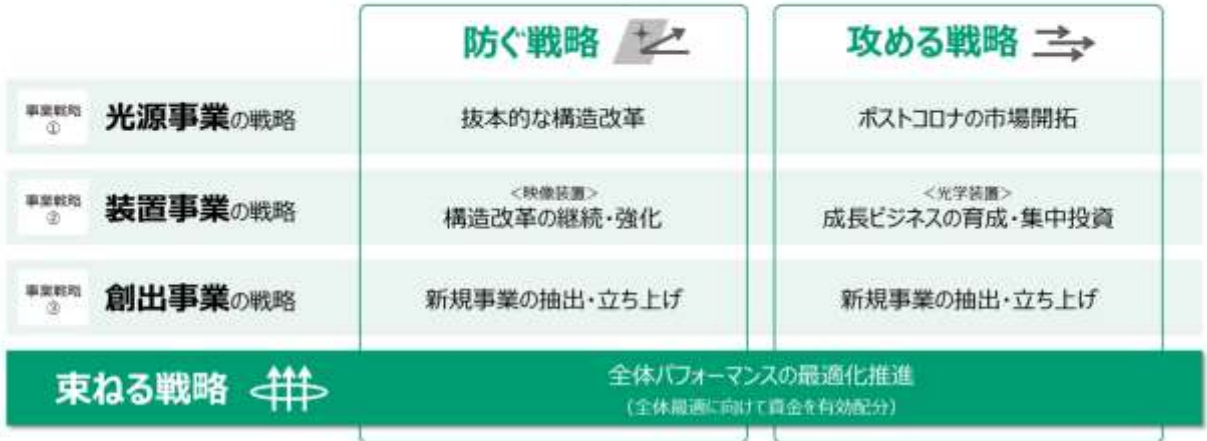 防ぐ戦略
攻める戦略
事業戦略
①
光源事業の戦略
抜本的な構造改革
ポストコロナの市場開拓
事業戦略
②
装置事業の戦略
<映像装置>
構造改革の継続・強化
<光学装置>
成長ビジネスの育成・集中投資
事業戦略
③
創出事業の戦略
新規事業の抽出・立ち上げ
新規事業の抽出・立ち上げ
束ねる戦略
全体パフォーマンスの最適化推進
(全体最適に向けて資金を有効配分)